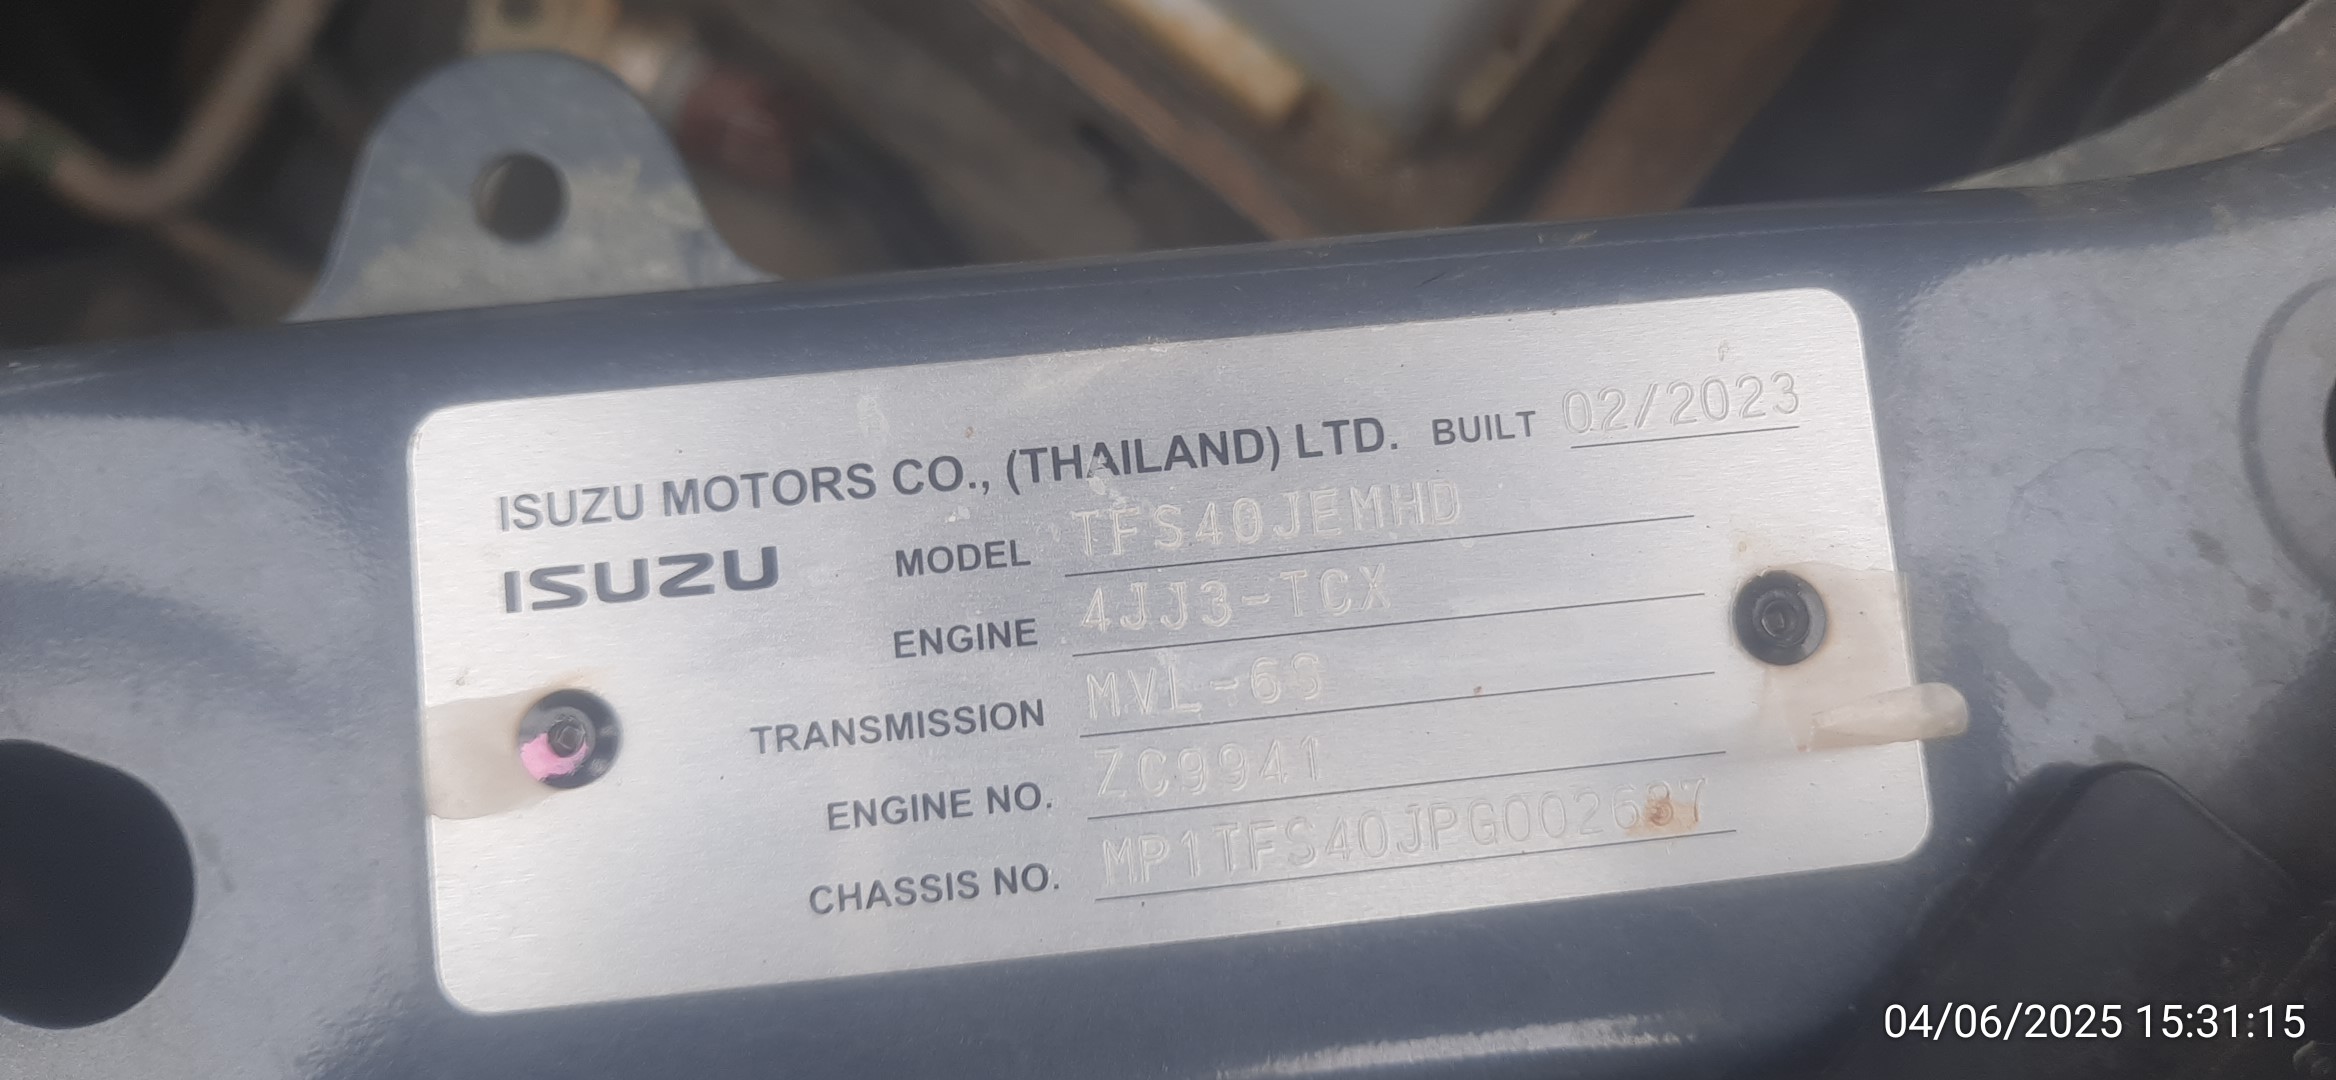 ISUZU MOTORS CO., (THAILAND) LTD. BUILT 02/2023
ISUZU MODEL TFS40JEMHD
ENGINE 4JJ3-TCX
TRANSMISSION MVL-6S
ENGINE NO. ZC9941
CHASSIS NO.
04/06/2025 15:31:15